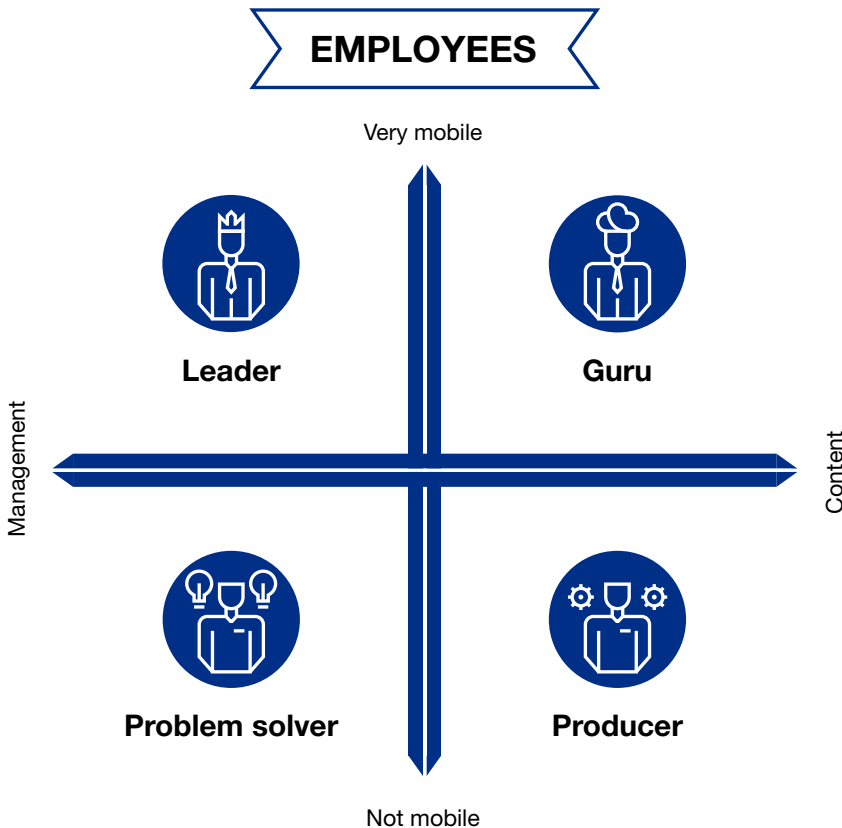 EMPLOYEES
Very mobile
Leader
Guru
Management
Content
Problem solver
Producer
Not mobile